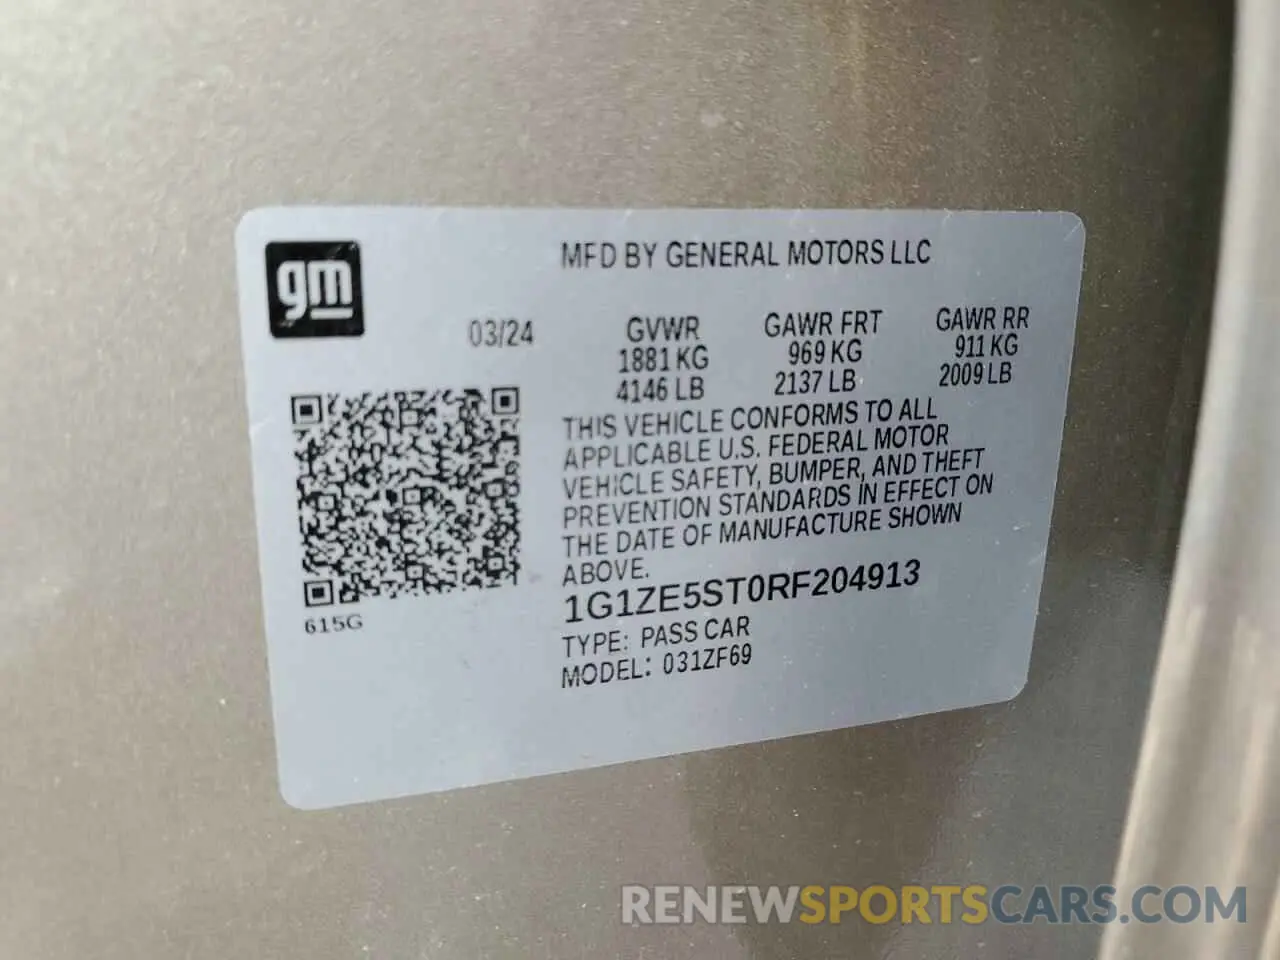 MFD BY GENERAL MOTORS LLC
gm
03/24
GVWR
1881 KG
4146 LB
GAWR FRT
969 KG
2137 LB
GAWR RR
911 KG
2009 LB
THIS VEHICLE CONFORMS TO ALL
APPLICABLE U.S. FEDERAL MOTOR
VEHICLE SAFETY, BUMPER, AND THEFT
PREVENTION STANDARDS IN EFFECT ON
THE DATE OF MANUFACTURE SHOWN
ABOVE.
1G1ZE5ST0RF204913
TYPE: PASS CAR
MODEL: 031ZF69
615G
RENEWSPORTSCARS.COM